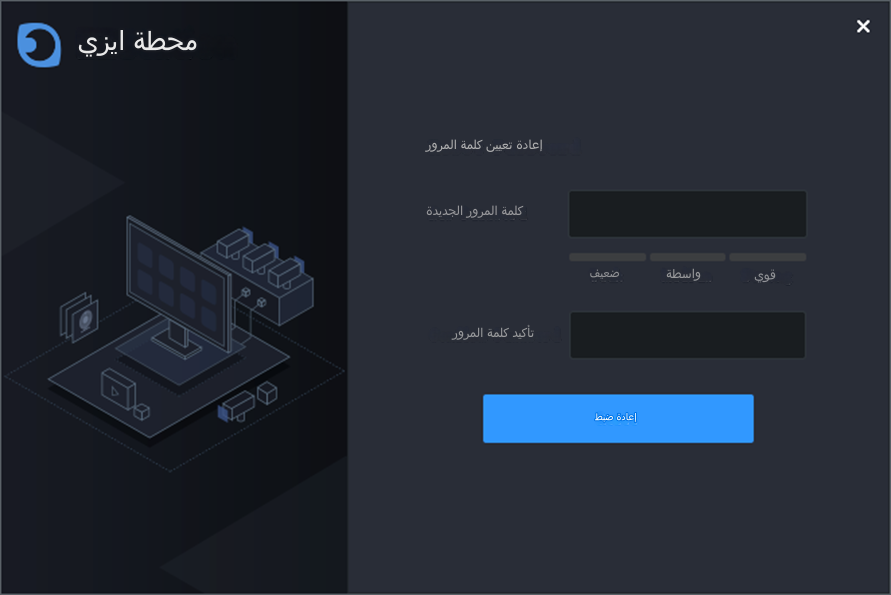 محطة ايزي
إعادة تعيين كلمة المرور
كلمة المرور الجديدة
ضعيف
واسطة
قوي
تأكيد كلمة المرور
إعادة ضبط